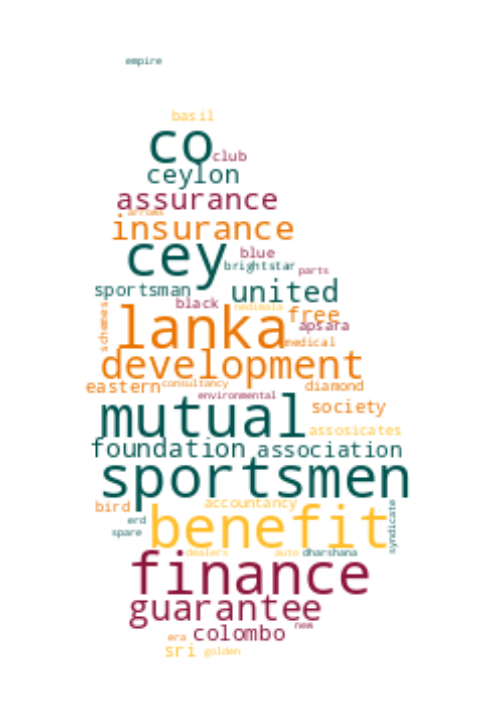 empire
basil
co club
ceylon
assurance
arrows
insurance
cey blue
brightstar
parts
sportsman united
black nedimala
schemes lanka free
apsara
medical
development
eastern consultancy diamond
environmental
mutual society
assosicates
foundation association
sportsmen
bird accountancy
erd benefit syndicate
spare
dealers auto dharshana
finance
guarantee
colombo new
era
sri golden